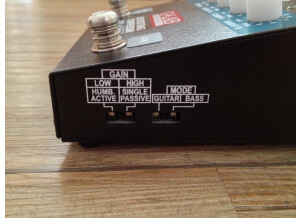 GAIN
LOW HIGH
HUMB. SINGLE MODE
ACTIVE PASSIVE GUITAR BASS